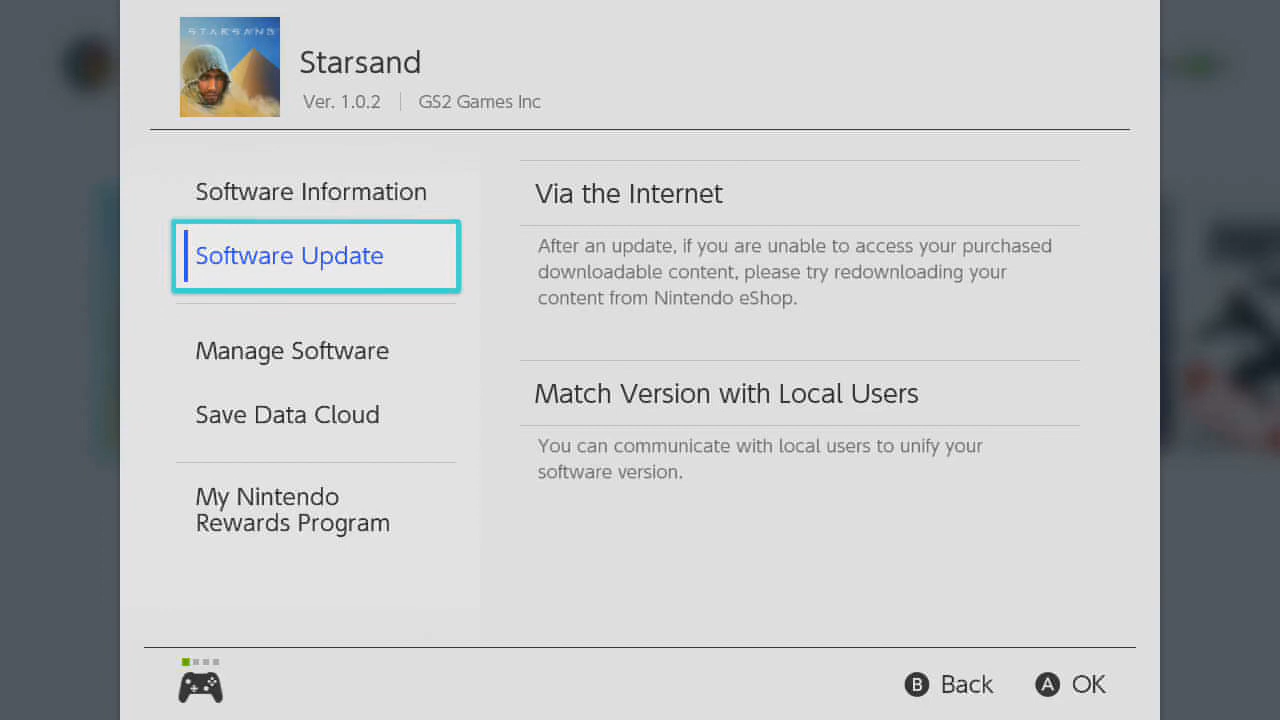 STARSAND
Starsand
Ver. 1.0.2 GS2 Games Inc
Software Information
Software Update
Manage Software
Save Data Cloud
My Nintendo
Rewards Program
Via the Internet
After an update, if you are unable to access your purchased
downloadable content, please try redownloading your
content from Nintendo eShop.
Match Version with Local Users
You can communicate with local users to unify your
software version.
B Back
A OK